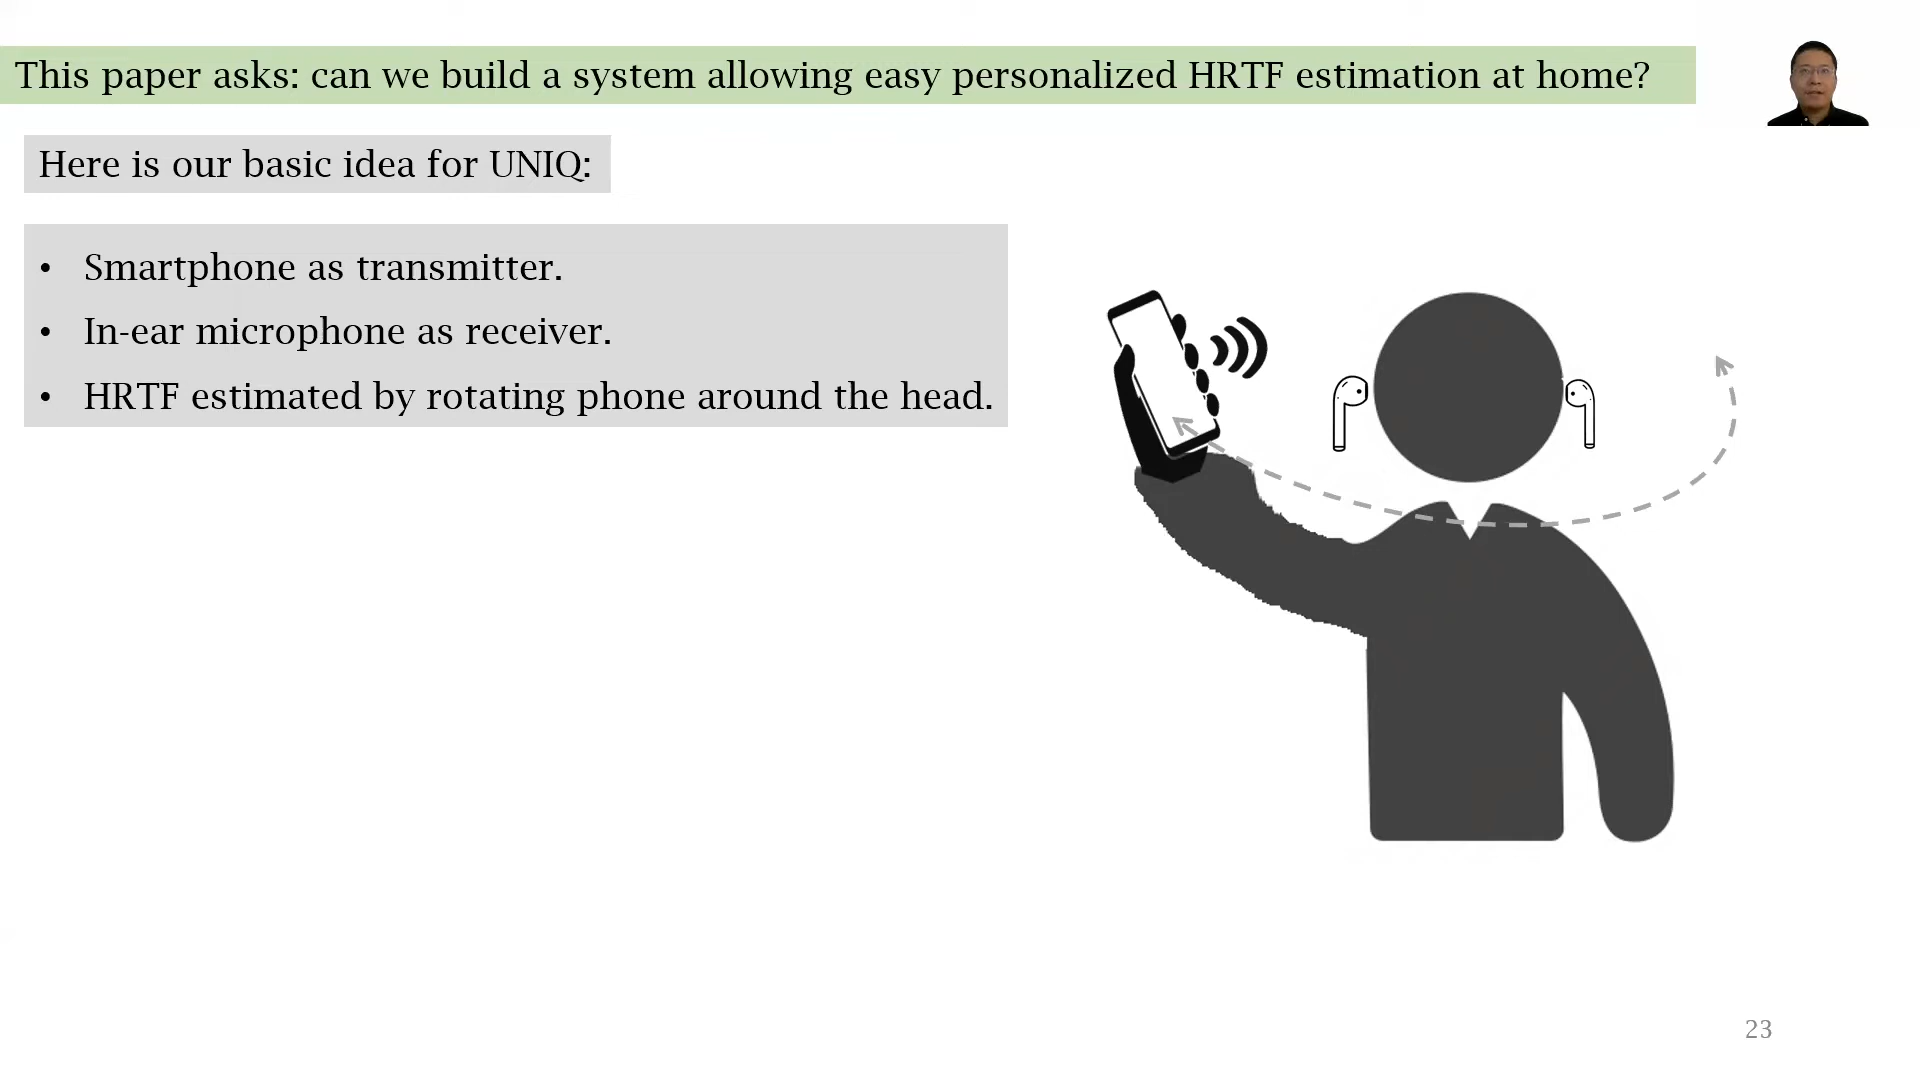 This paper asks: can we build a system allowing easy personalized HRTF estimation at home?
Here is our basic idea for UNIQ:
• Smartphone as transmitter.
• In-ear microphone as receiver.
• HRTF estimated by rotating phone around the head.
23